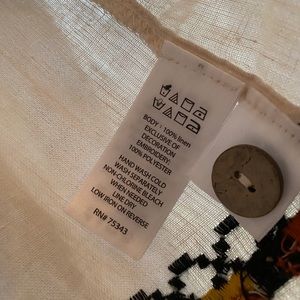 BODY: 100% linen
EXCLUSIVE OF
DECORATION
EMBROIDERY:
100% POLYESTER
HAND WASH COLD
WASH SEPARATELY
NON-CHLORINE BLEACH
WHEN NEEDED
LINE DRY
LOW IRON ON REVERSE
RN# 75343